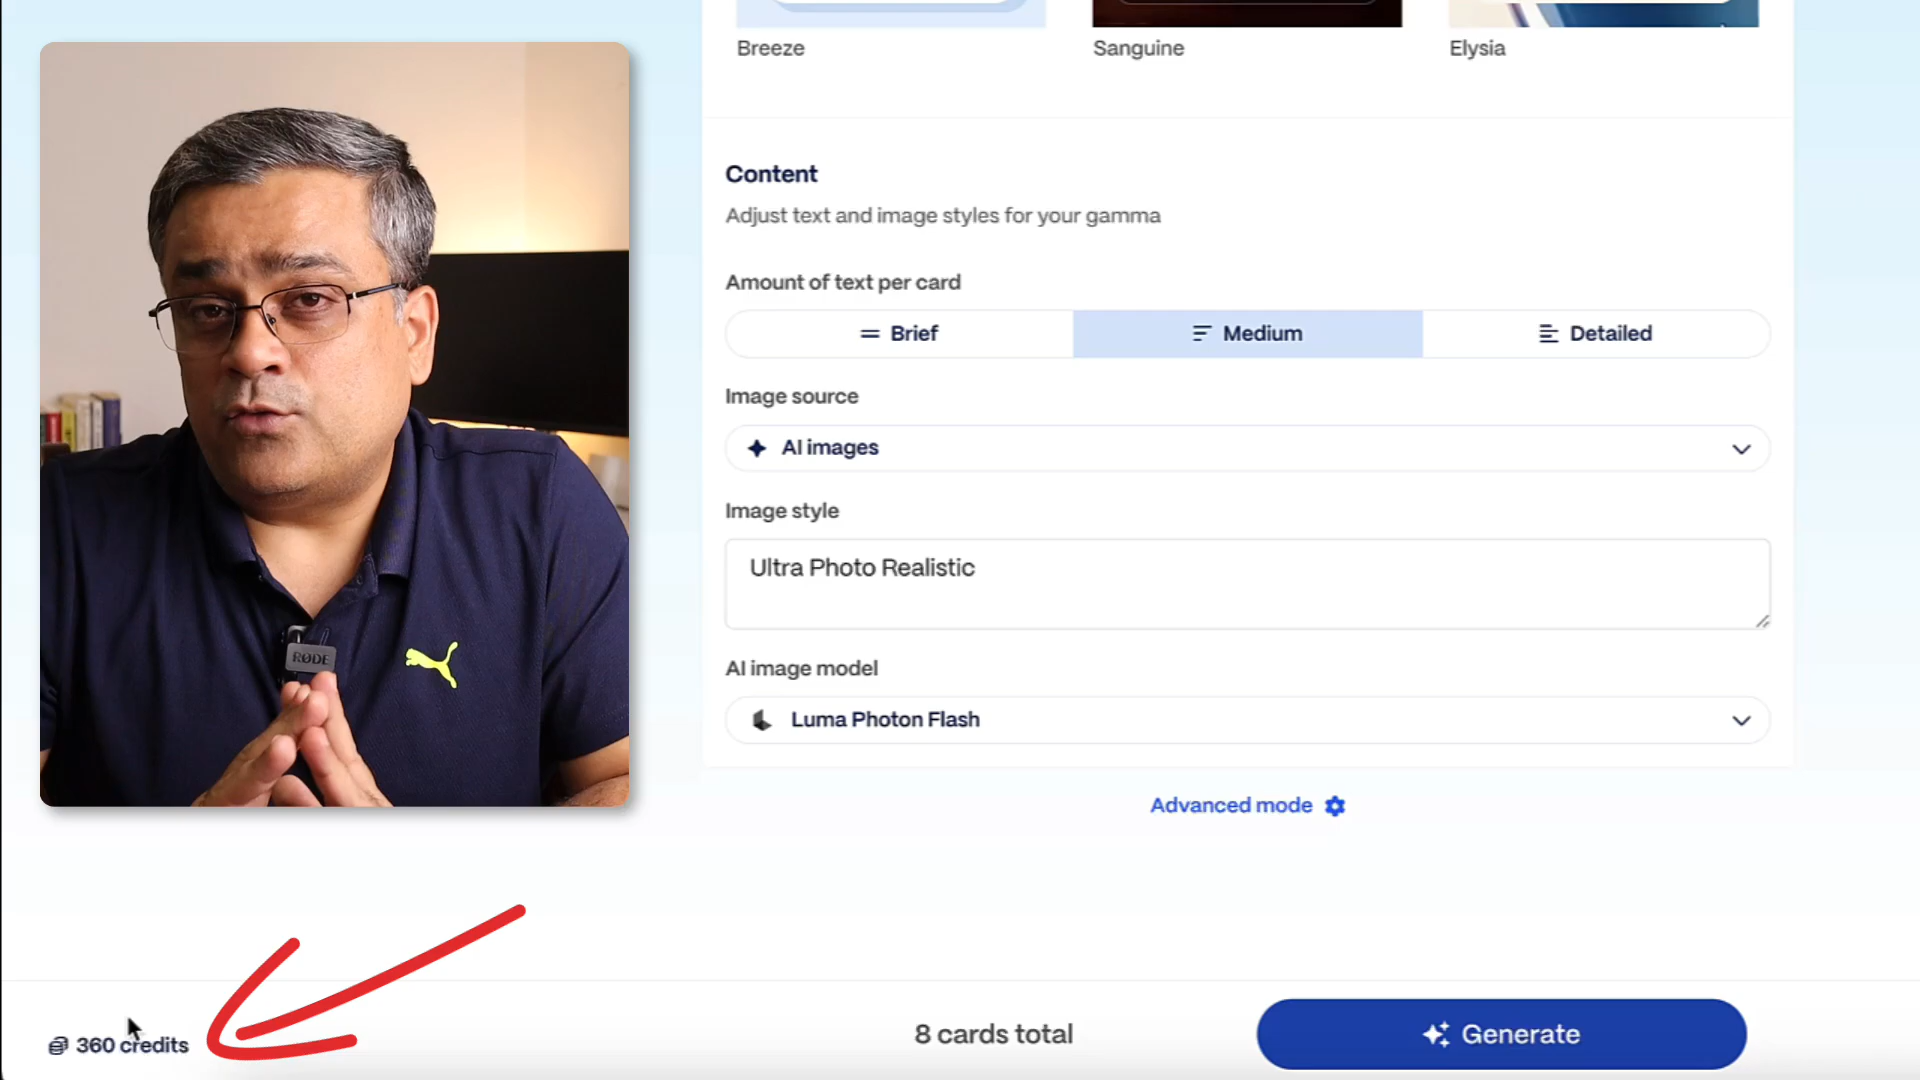 Breeze
Sanguine
Elysia
Content
Adjust text and image styles for your gamma
Amount of text per card
Brief
Medium
Detailed
Image source
AI images
Image style
Ultra Photo Realistic
AI image model
Luma Photon Flash
Advanced mode
RØDE
360 credits
8 cards total
Generate